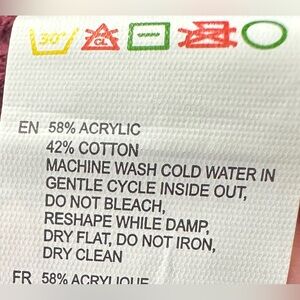 30°
CL
EN 58% ACRYLIC
42% COTTON
MACHINE WASH COLD WATER IN
GENTLE CYCLE INSIDE OUT,
DO NOT BLEACH,
RESHAPE WHILE DAMP,
DRY FLAT, DO NOT IRON,
DRY CLEAN
FR 58% ACRYLIQUE